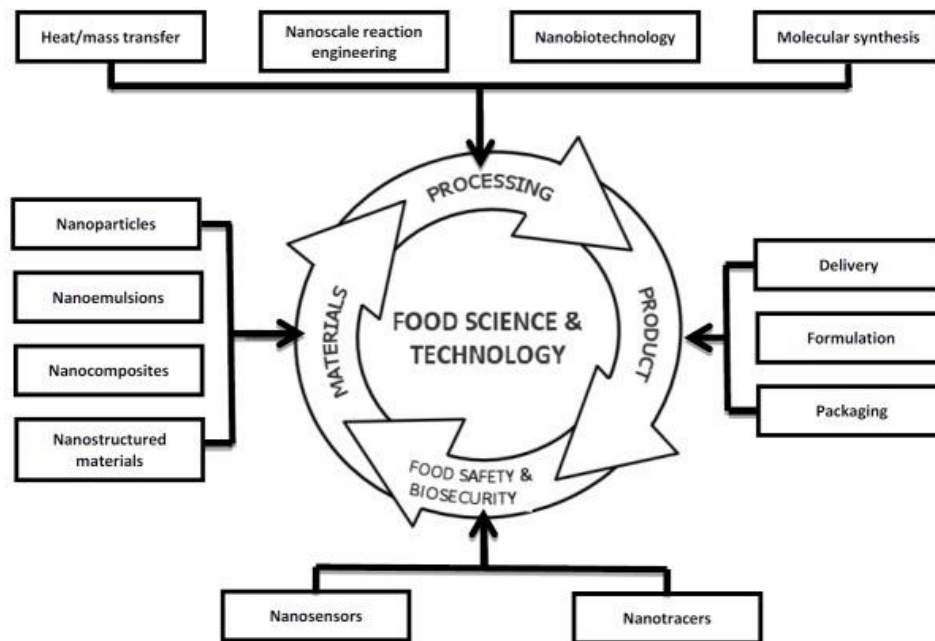 Heat/mass transfer
Nanoscale reaction
engineering
Nanobiotechnology
Molecular synthesis
PROCESSING
Nanoparticles
Nanoemulsions
Nanocomposites
Nanostructured
materials
MATERIALS
FOOD SCIENCE &
TECHNOLOGY
PRODUCT
Delivery
Formulation
Packaging
FOOD SAFETY &
BIOSECURITY
Nanosensors
Nanotracers